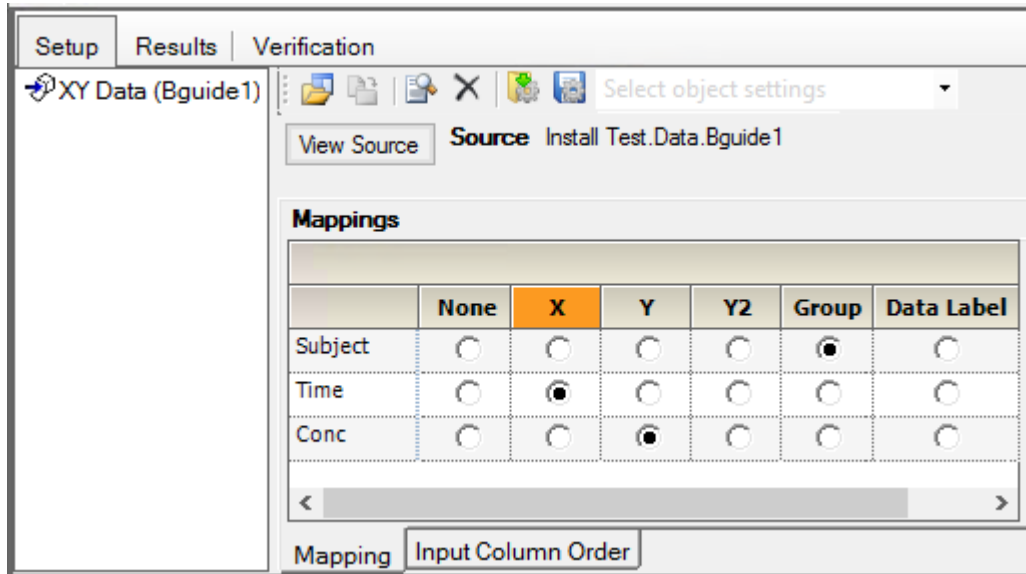 Setup Results Verification
XY Data (Bguide1) Select object settings
View Source Source Install Test.Data.Bguide1
Mappings
None X Y Y2 Group Data Label
Subject
Time
Conc
Mapping Input Column Order